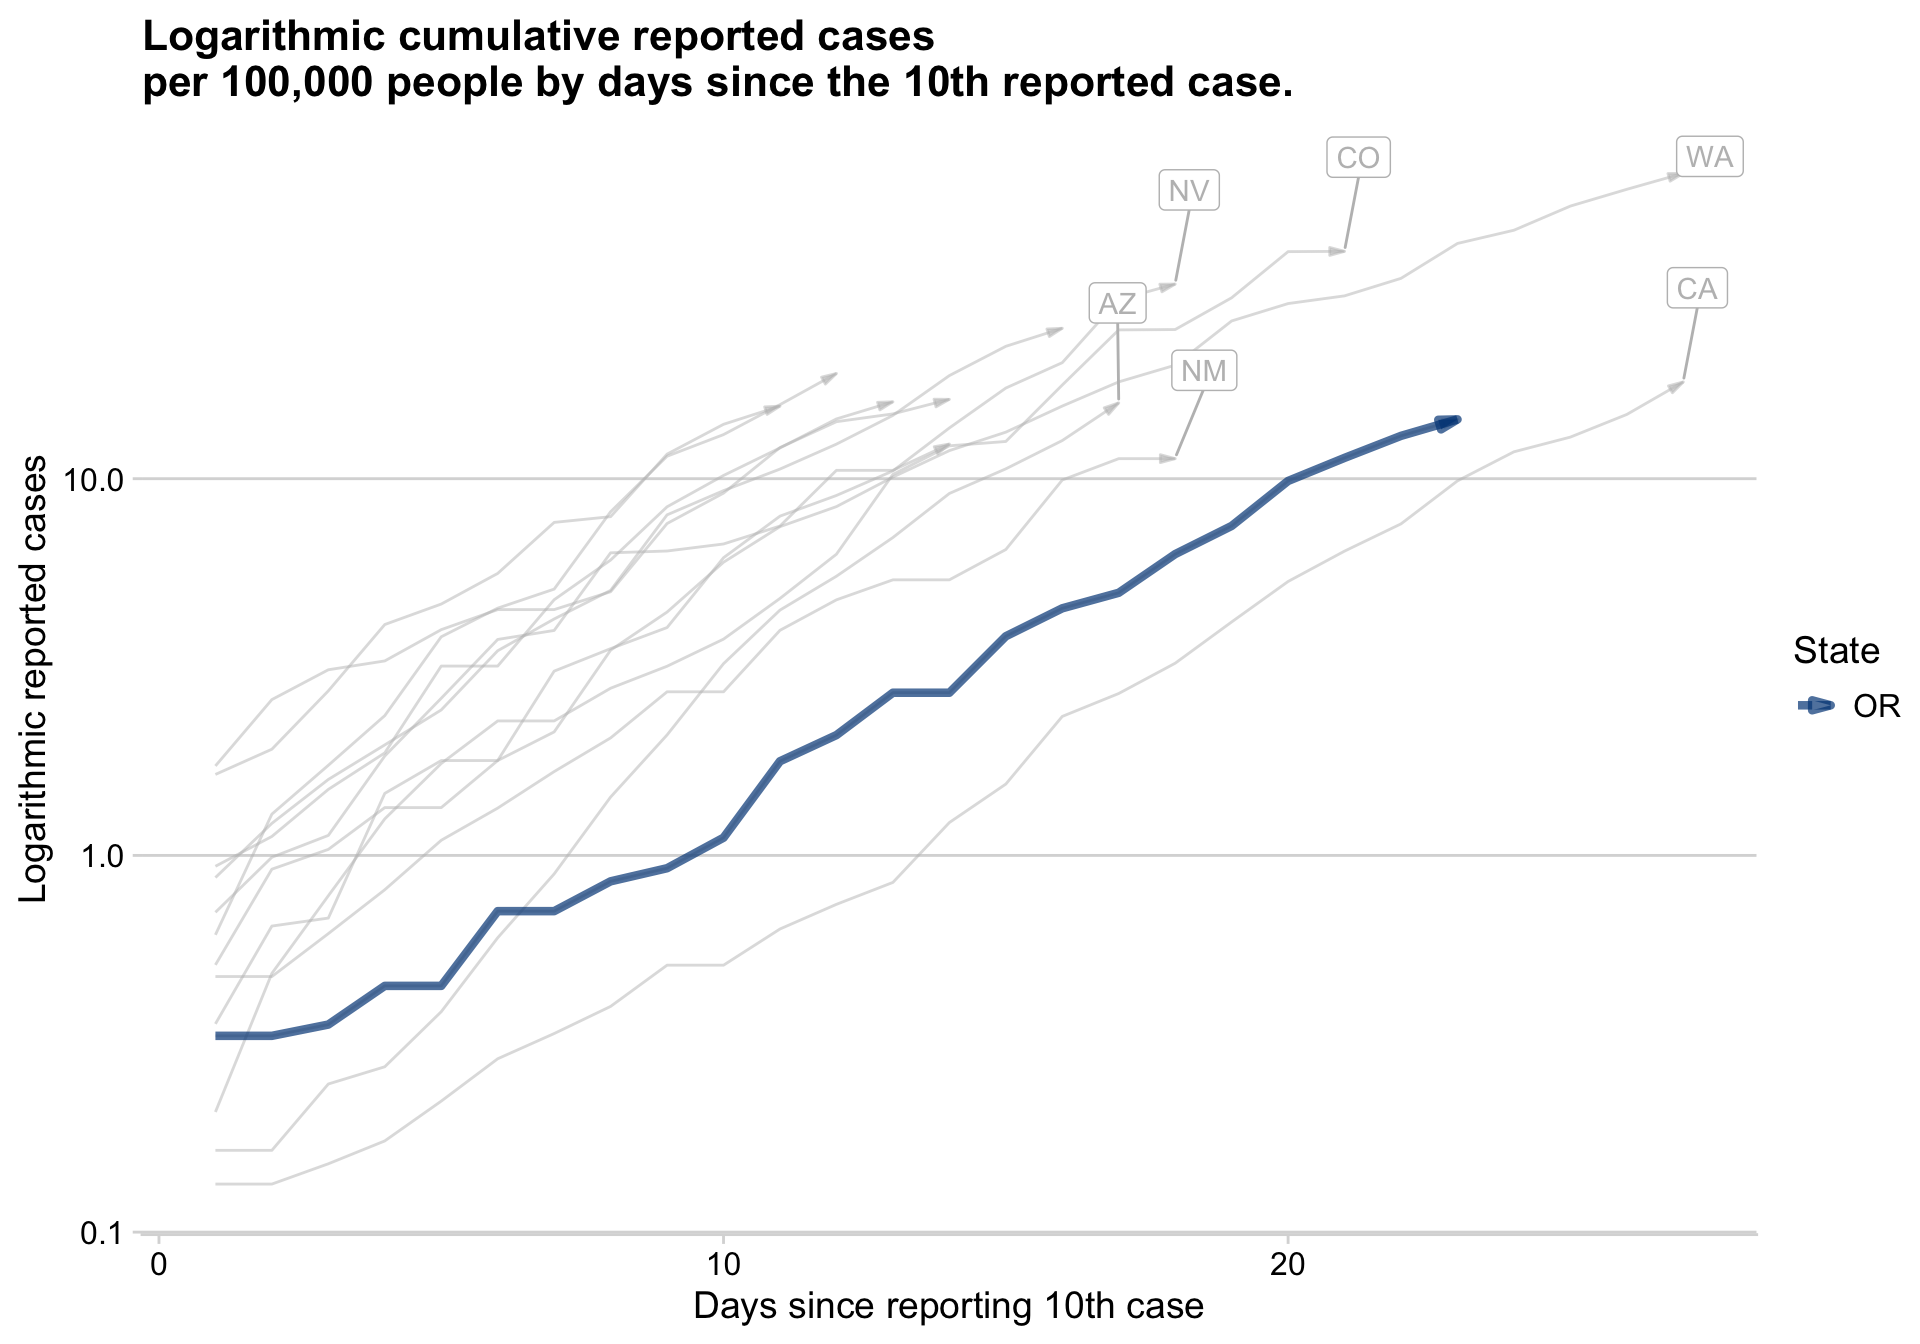 Logarithmic cumulative reported cases
per 100,000 people by days since the 10th reported case.
CO
WA
NV
CA
AZ
NM
Logarithmic reported cases
10.0
1.0
0.1
State
OR
0
10
20
Days since reporting 10th case